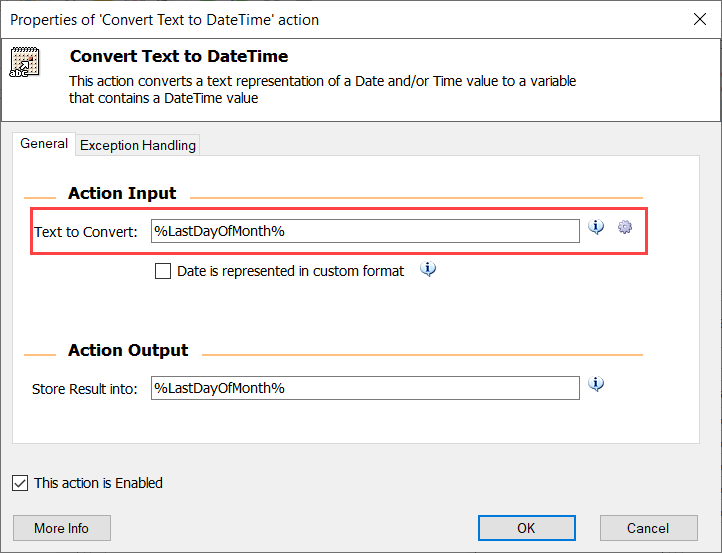 Properties of 'Convert Text to DateTime' action
abc
Convert Text to DateTime
This action converts a text representation of a Date and/or Time value to a variable
that contains a DateTime value
General
Exception Handling
Action Input
Text to Convert: %LastDayOfMonth%
Date is represented in custom format
Action Output
Store Result into: %LastDayOfMonth%
This action is Enabled
More Info
OK
Cancel